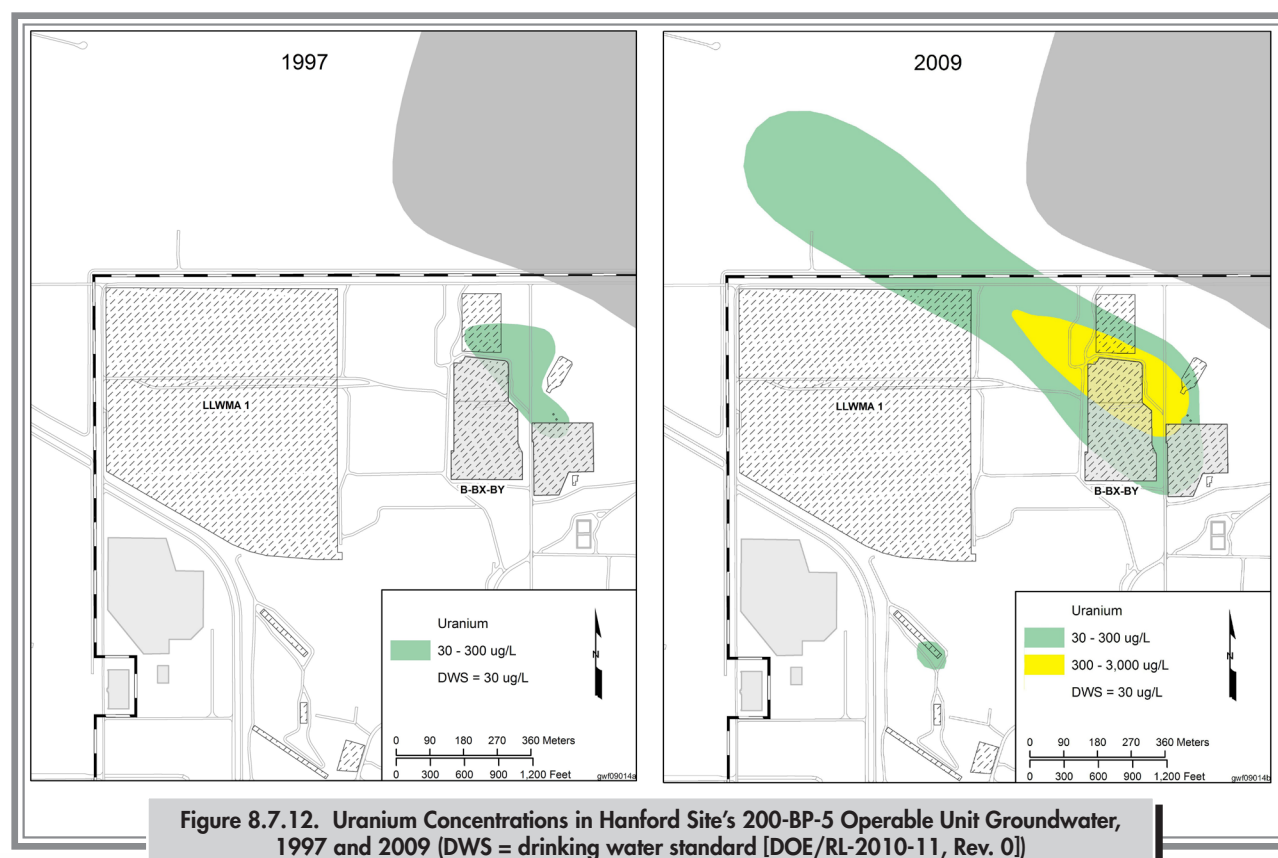 1997
LLWMA 1
B-BX-BY
Uranium
30 - 300 ug/L
DWS = 30 ug/L
N
0 90 180 270 360 Meters
0 300 600 900 1,200 Feet
gwf09014a
2009
LLWMA 1
B-BX-BY
Uranium
30 - 300 ug/L
300 - 3,000 ug/L
DWS = 30 ug/L
N
0 90 180 270 360 Meters
0 300 600 900 1,200 Feet
gwf09014b
Figure 8.7.12. Uranium Concentrations in Hanford Site's 200-BP-5 Operable Unit Groundwater,
1997 and 2009 (DWS = drinking water standard [DOE/RL-2010-11, Rev. 0])